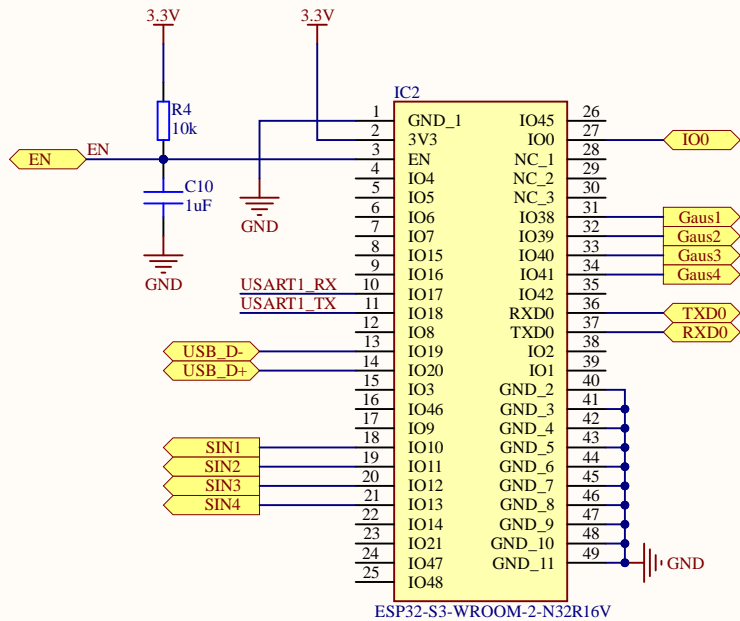 3.3V 3.3V
R4
10k
EN EN
C10
1uF
GND
GND
IC2
1 GND_1 IO45 26
2 3V3 IO0 27 IO0
3 EN NC_1 28
4 IO4 NC_2 29
5 IO5 NC_3 30
6 IO6 IO38 31 Gaus1
7 IO7 IO39 32 Gaus2
8 IO15 IO40 33 Gaus3
9 IO16 IO41 34 Gaus4
USART1_RX 10 IO17 IO42 35
USART1_TX 11 IO18 RXD0 36 TXD0
12 IO8 TXD0 37 RXD0
USB_D- 13 IO19 IO2 38
USB_D+ 14 IO20 IO1 39
15 IO3 GND_2 40
16 IO46 GND_3 41
17 IO9 GND_4 42
SIN1 18 IO10 GND_5 43
SIN2 19 IO11 GND_6 44
SIN3 20 IO12 GND_7 45
SIN4 21 IO13 GND_8 46
22 IO14 GND_9 47
23 IO21 GND_10 48
24 IO47 GND_11 49 GND
25 IO48
ESP32-S3-WROOM-2-N32R16V